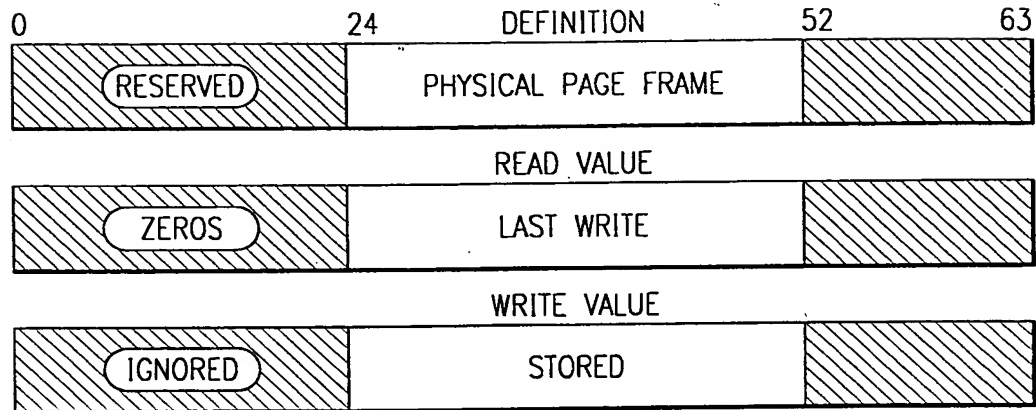 0 24 DEFINITION 52 63
RESERVED PHYSICAL PAGE FRAME
READ VALUE
ZEROS LAST WRITE
WRITE VALUE
IGNORED STORED